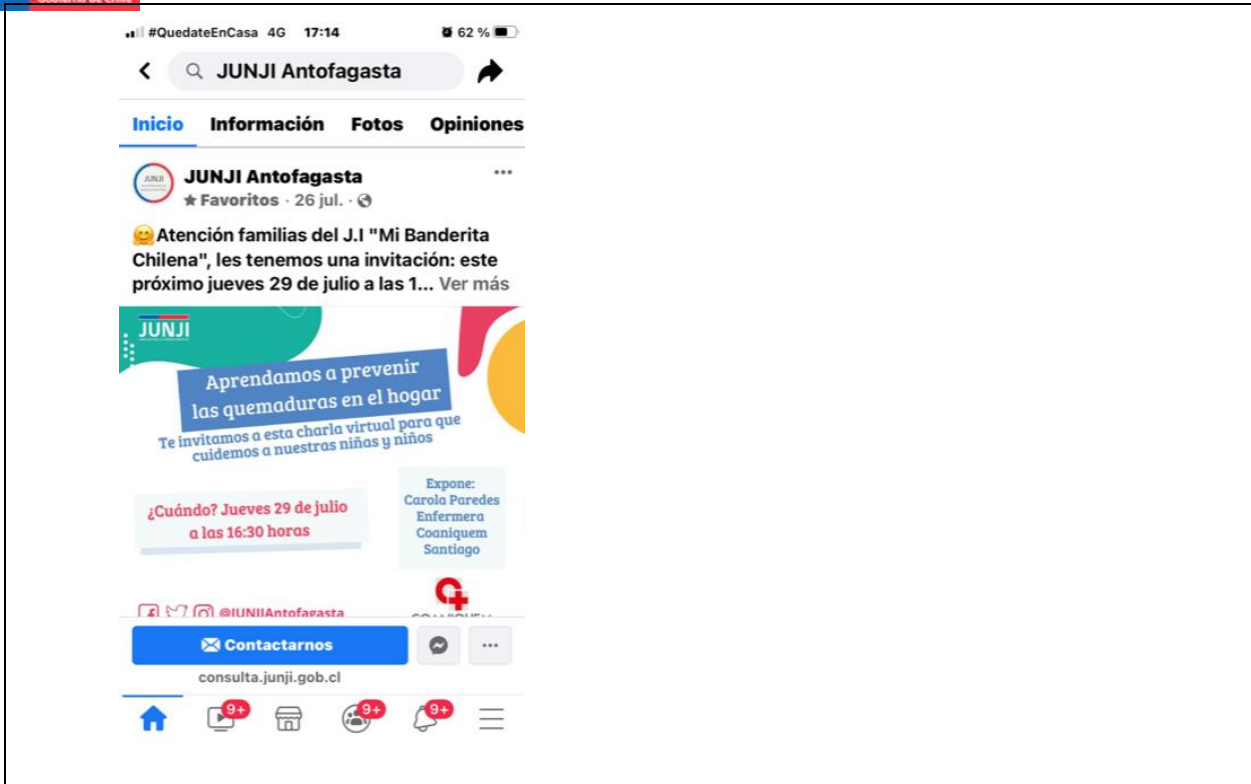 #QuedateEnCasa 4G 17:14 62 %
JUNJI Antofagasta
Inicio Información Fotos Opiniones
JUNJI Antofagasta
Favoritos · 26 jul. ·
Atención familias del J.I "Mi Banderita
Chilena", les tenemos una invitación: este
próximo jueves 29 de julio a las 1... Ver más
JUNJI
Aprendamos a prevenir
las quemaduras en el hogar
Te invitamos a esta charla virtual para que
cuidemos a nuestras niñas y niños
¿Cuándo? Jueves 29 de julio
a las 16:30 horas
Expone:
Carola Paredes
Enfermera
Coaniquem
Santiago
@JUNJIAntofagasta
Contactarnos
consulta.junji.gob.cl
9+ 9+ 9+